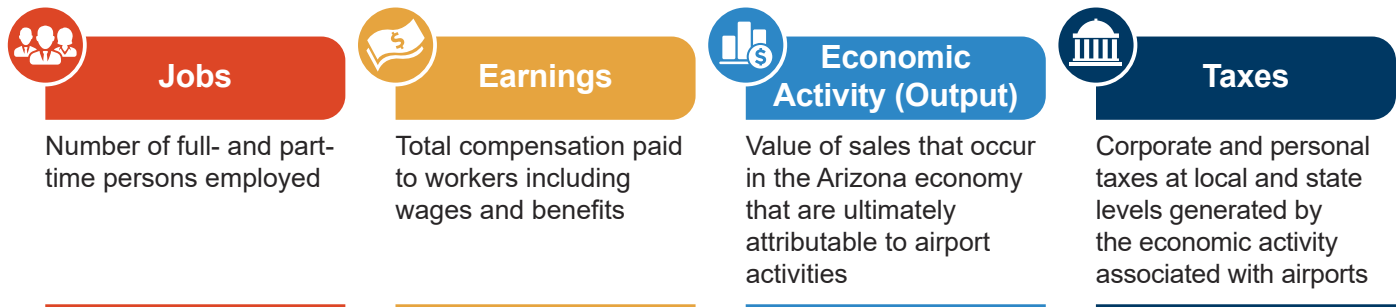 Jobs
Number of full- and part-
time persons employed
Earnings
Total compensation paid
to workers including
wages and benefits
Economic
Activity (Output)
Value of sales that occur
in the Arizona economy
that are ultimately
attributable to airport
activities
Taxes
Corporate and personal
taxes at local and state
levels generated by
the economic activity
associated with airports